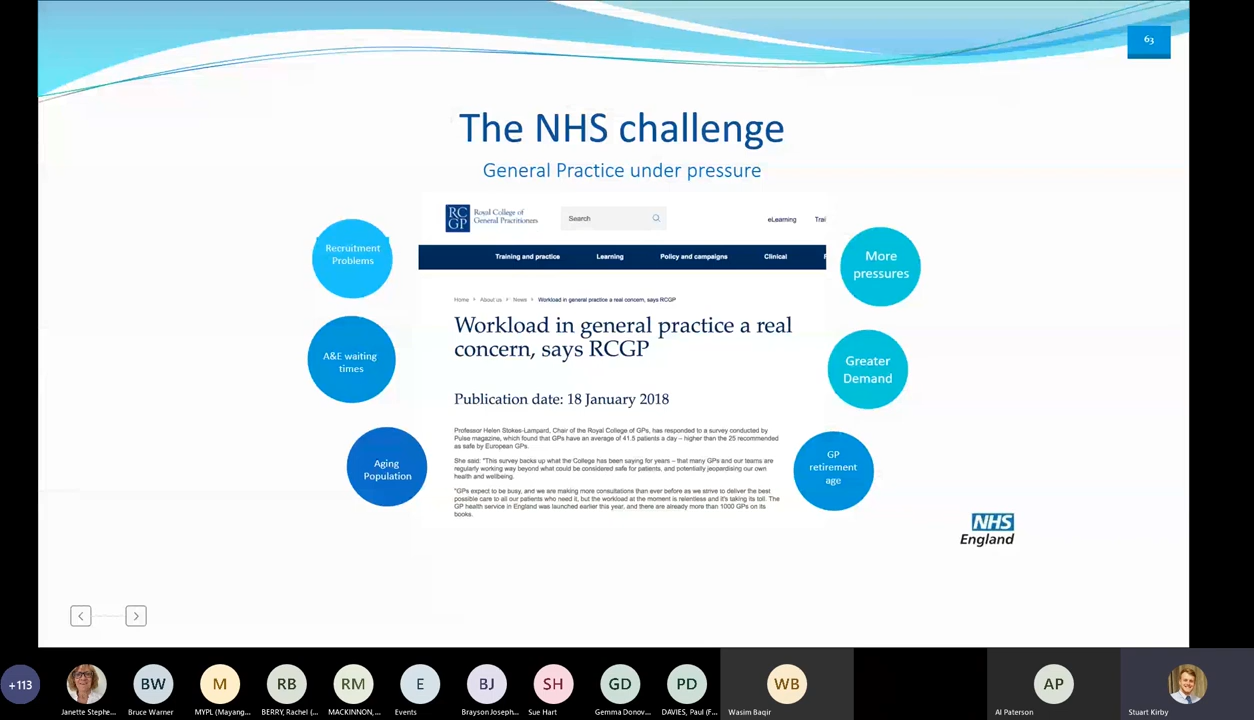 63
The NHS challenge
General Practice under pressure
Recruitment
Problems
A&E waiting
times
Aging
Population
RC
GP
Royal College of
General Practitioners
Search
eLearning
Trai
Training and practice
Learning
Policy and campaigns
Clinical
Home
About us
News
Workload in general practice a real concern, says RCGP
Workload in general practice a real
concern, says RCGP
Publication date: 18 January 2018
Professor Helen Stokes-Lampard, Chair of the Royal College of GPs, has responded to a survey conducted by
Pulse magazine, which found that GPs have an average of 41.5 patients a day – higher than the 25 recommended
as safe by European GPs.
She said: "This survey backs up what the College has been saying for years – that many GPs and our teams are
regularly working way beyond what could be considered safe for patients, and potentially jeopardising our own
health and wellbeing.
"GPs expect to be busy, and we are making more consultations than ever before as we strive to deliver the best
possible care to all our patients who need it, but the workload at the moment is relentless and it's taking its toll. The
GP health service in England was launched earlier this year, and there are already more than 1000 GPs on its
books.
More
pressures
Greater
Demand
GP
retirement
age
NHS
England
+113
BW
M
RB
RM
E
BJ
SH
GD
PD
WB
AP
Janette Stephe...
Bruce Warner
MYPL (Mayang...
BERRY, Rachel (...
MACKINNON,...
Events
Brayson Joseph...
Sue Hart
Gemma Donov...
DAVIES, Paul (F...
Wasim Baqir
Al Paterson
Stuart Kirby